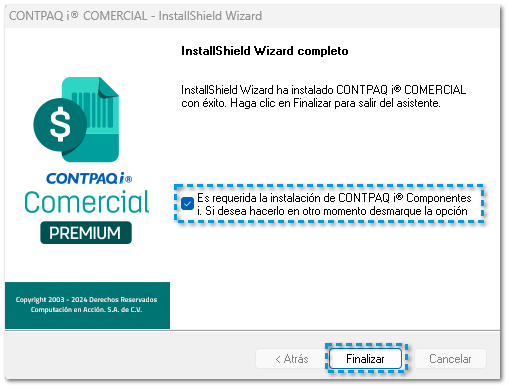 CONTPAQ i® COMERCIAL - InstallShield Wizard
InstallShield Wizard completo
InstallShield Wizard ha instalado CONTPAQ i® COMERCIAL
con éxito. Haga clic en Finalizar para salir del asistente.
$
CONTPAQ i®
Comercial
PREMIUM
Es requerida la instalación de CONTPAQ i® Componentes
i. Si desea hacerlo en otro momento desmarque la opción
Copyright 2003 - 2024 Derechos Reservados
Computación en Acción. S.A. de C.V.
< Atrás
Finalizar
Cancelar